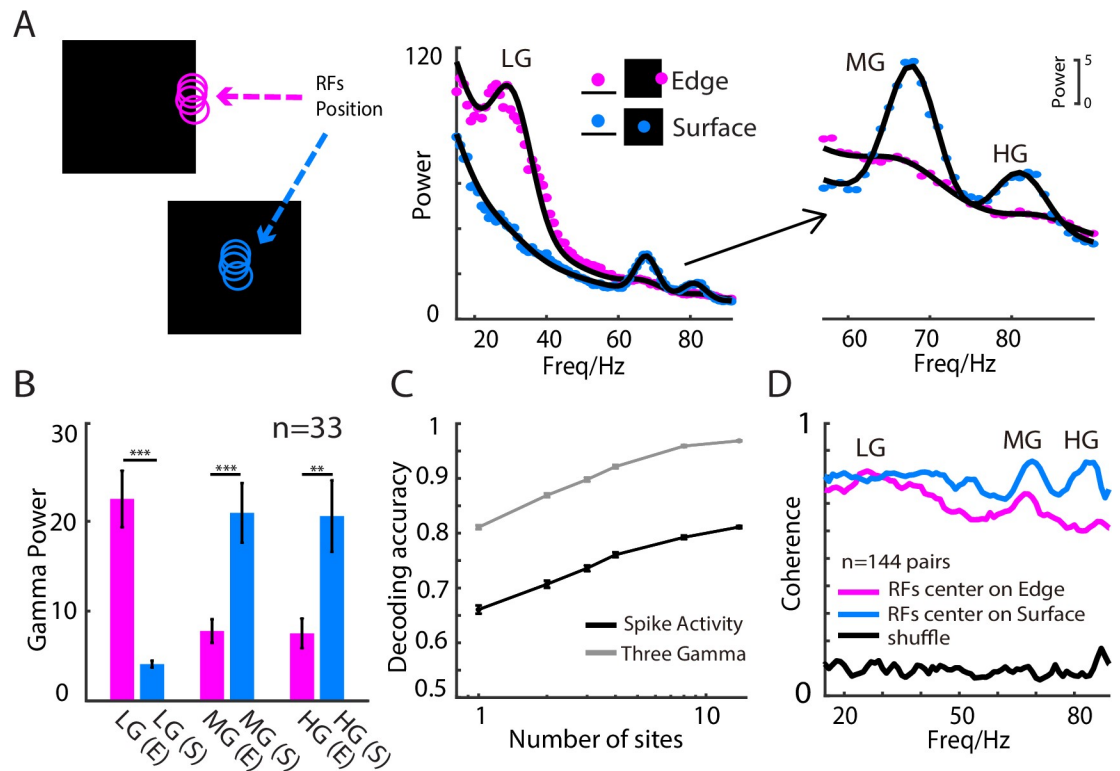 A
RFs
Position
120
0
Power
LG
Edge
Surface
20 40 60 80
Freq/Hz
MG
HG
Power
5
0
60 70 80
Freq/Hz
B
n=33
30
20
10
0
Gamma Power
***
***
**
LG (E)
LG (S)
MG (E)
MG (S)
HG (E)
HG (S)
C
1
0.9
0.8
0.7
0.6
0.5
Decoding accuracy
Spike Activity
Three Gamma
1 10
Number of sites
D
1
0
Coherence
LG
MG
HG
n=144 pairs
RFs center on Edge
RFs center on Surface
shuffle
20 50 80
Freq/Hz